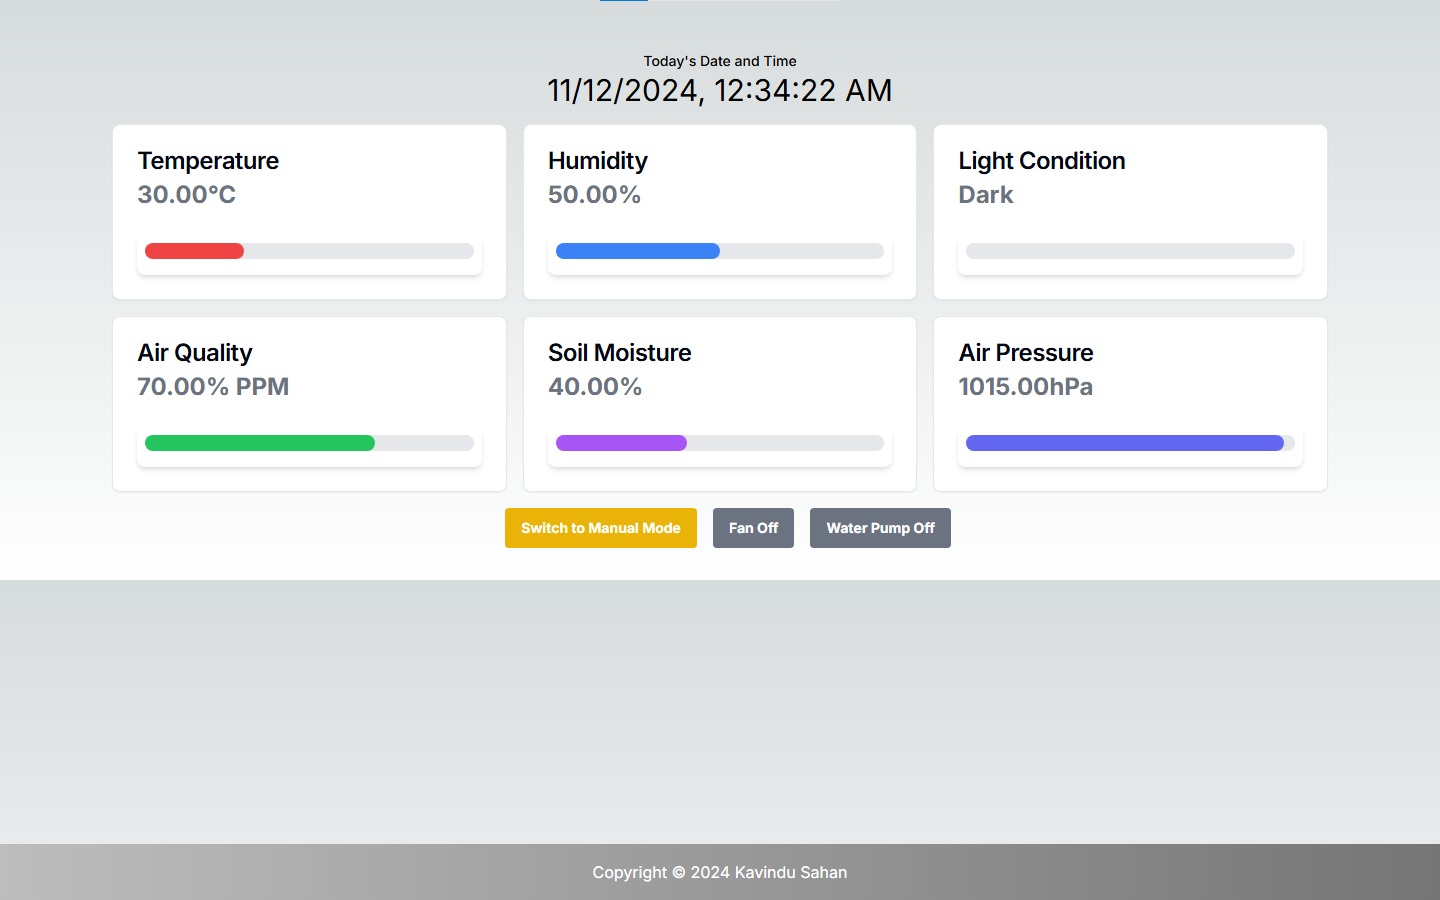 Today's Date and Time
11/12/2024, 12:34:22 AM
Temperature
30.00°C
Humidity
50.00%
Light Condition
Dark
Air Quality
70.00% PPM
Soil Moisture
40.00%
Air Pressure
1015.00hPa
Switch to Manual Mode
Fan Off
Water Pump Off
Copyright © 2024 Kavindu Sahan